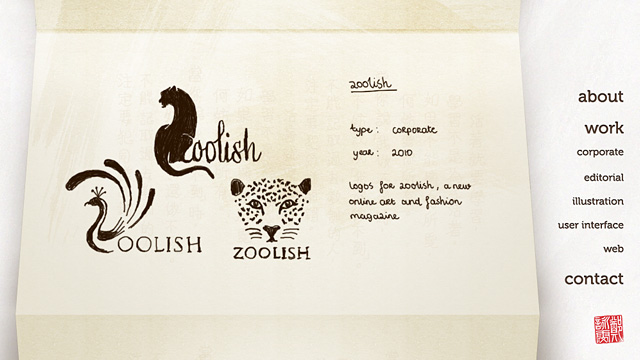 zoolish
type: corporate
year: 2010
logos for zoolish, a new
online art and fashion
magazine
Zoolish
ZOOLISH
ZOOLISH
about
work
corporate
editorial
illustration
user interface
web
contact